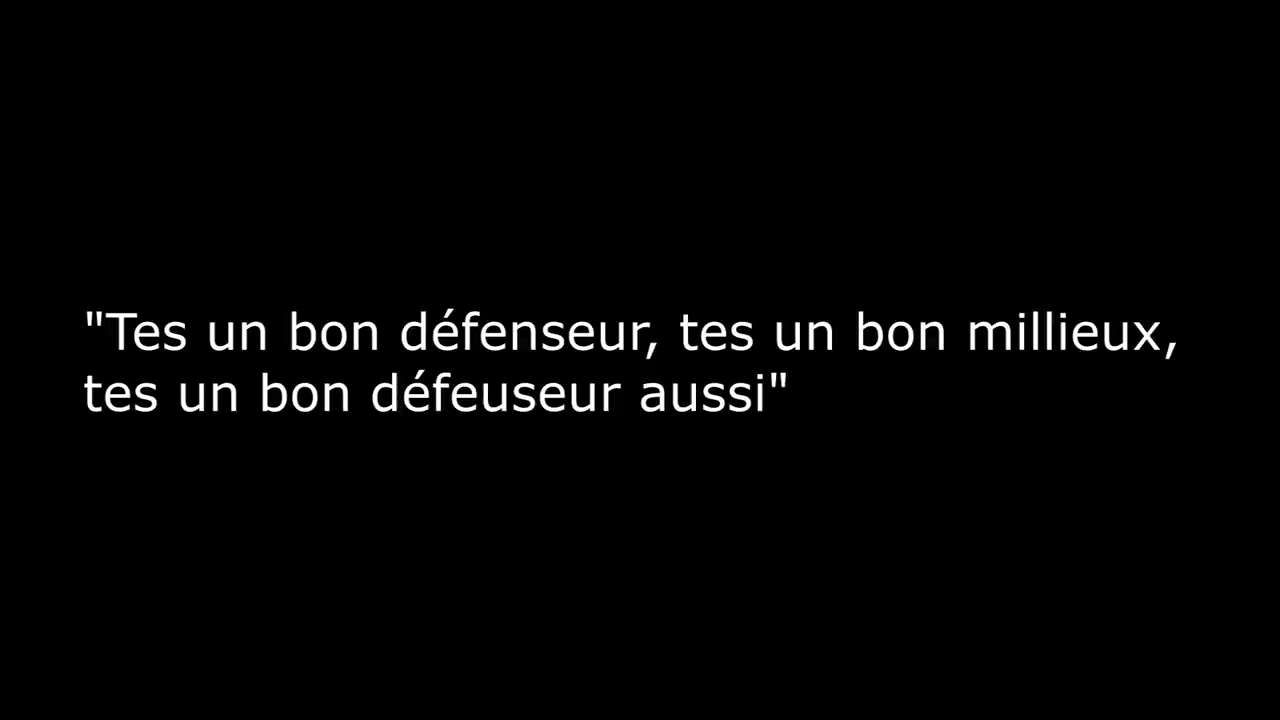 "Tes un bon défenseur, tes un bon millieux,
tes un bon défeuseur aussi"